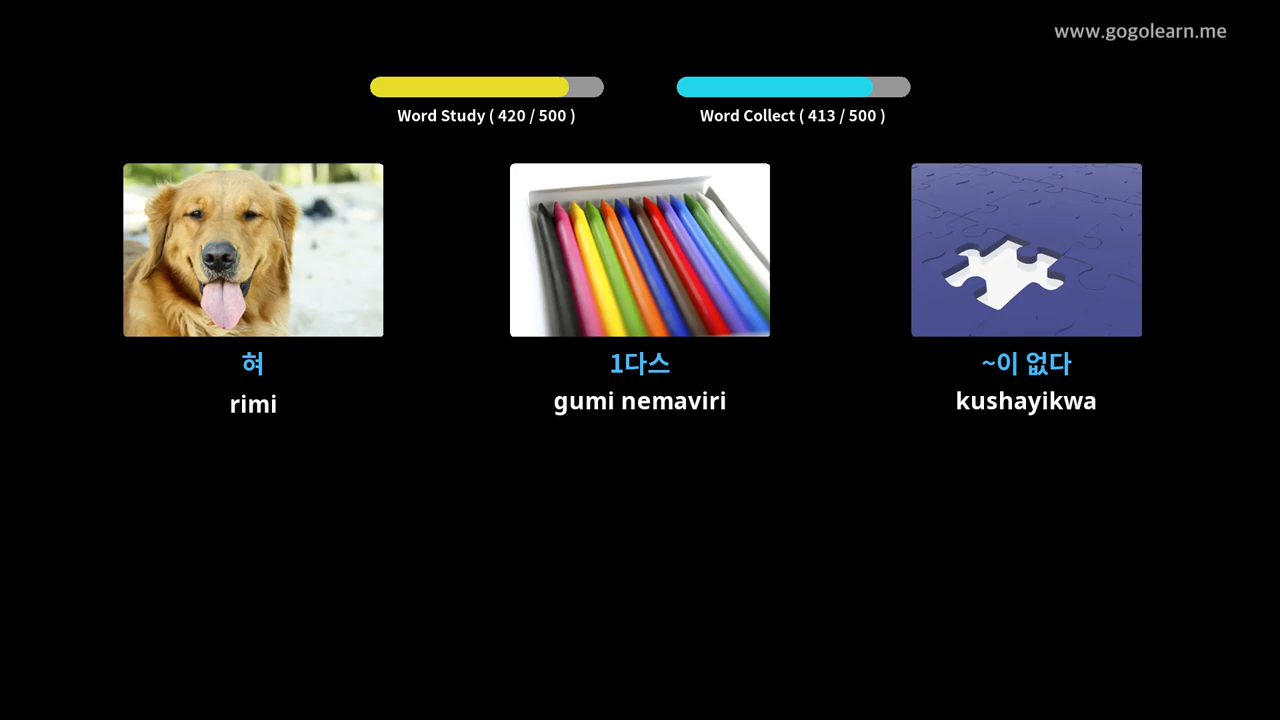 www.gogolearn.me
Word Study ( 420 / 500 )
Word Collect ( 413 / 500 )
혀
rimi
1다스
gumi nemaviri
~이 없다
kushayikwa